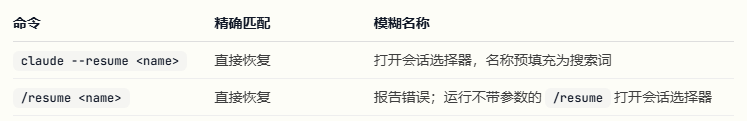 命令 精确匹配 模糊名称
claude --resume <name> 直接恢复 打开会话选择器，名称预填充为搜索词
/resume <name> 直接恢复 报告错误；运行不带参数的 /resume 打开会话选择器